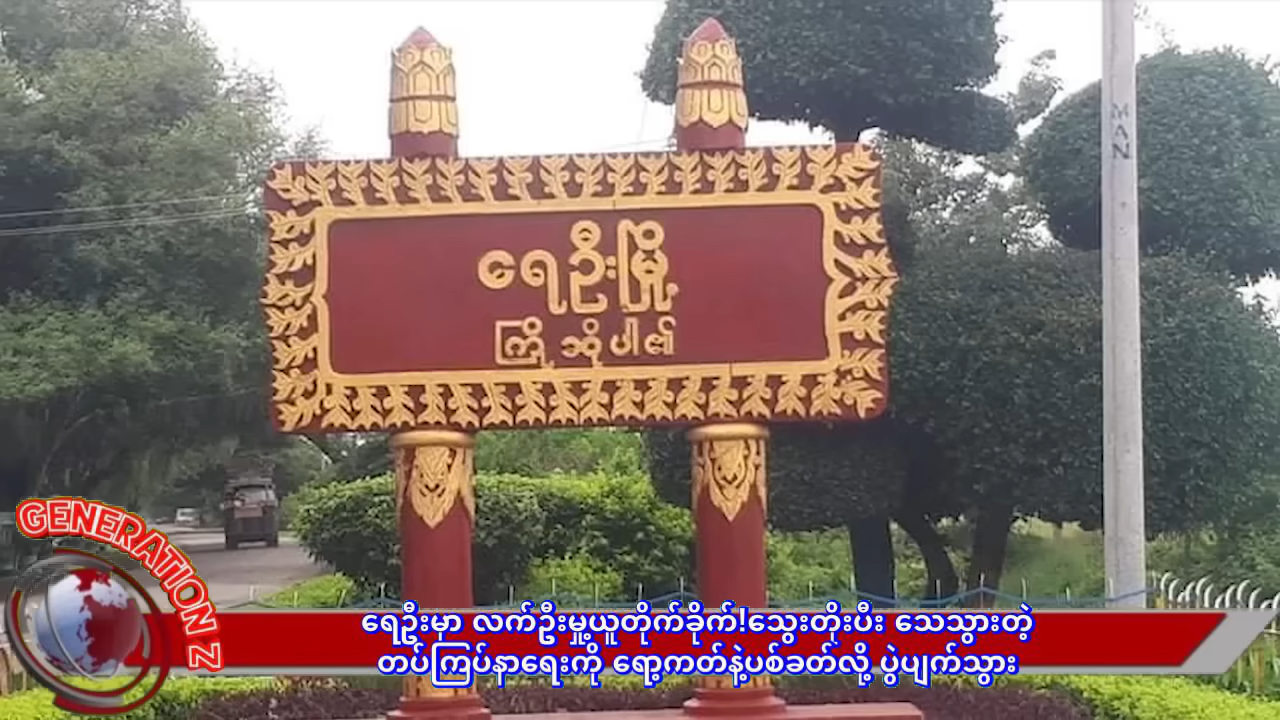 ရေဦးမြို့
ကြိုဆိုပါ၏
MAN
GENERATION Z
ရေဦးမှာ လက်ဦးမှု့ယူတိုက်ခိုက်!သွေးတိုးပီး သေသွားတဲ့
တပ်ကြပ်နာရေးကို ရော့ကတ်နဲ့ပစ်ခတ်လို့ ပွဲပျက်သွား